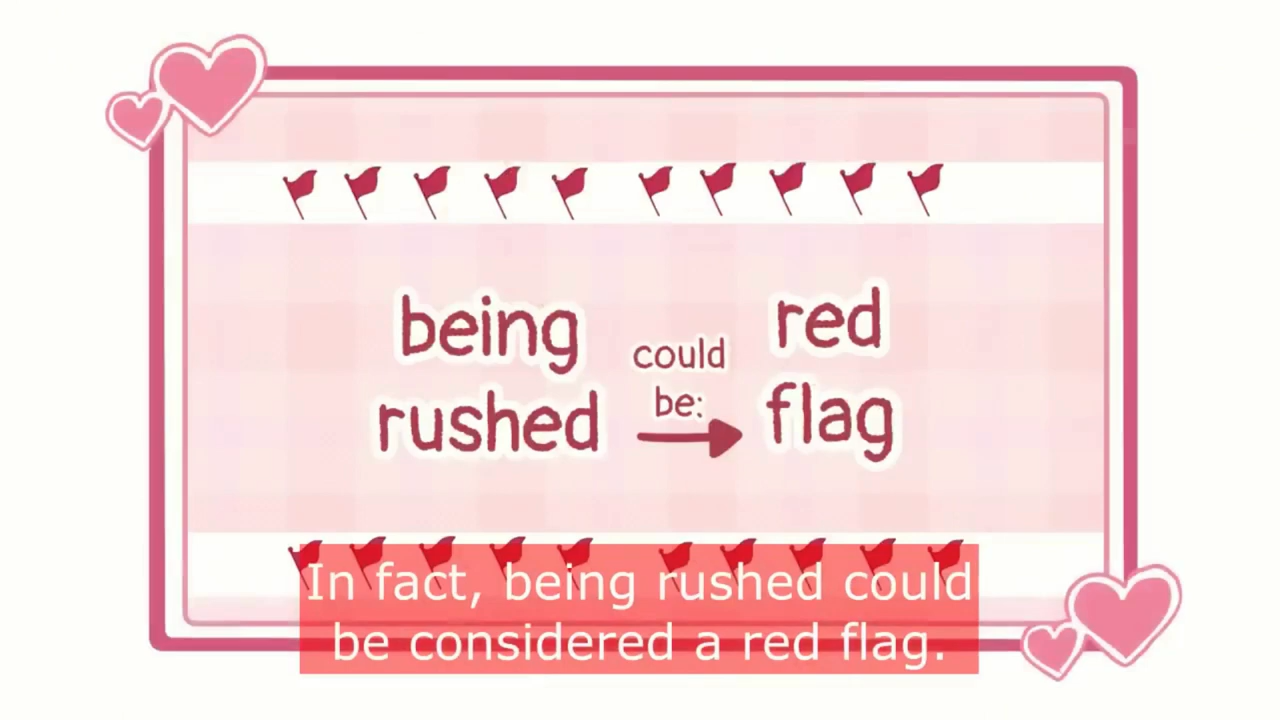 being
rushed
could
be:
red
flag
In fact, being rushed could
be considered a red flag.